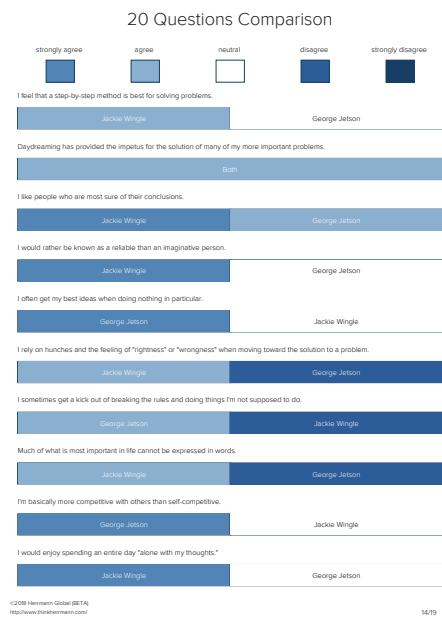 20 Questions Comparison
strongly agree agree neutral disagree strongly disagree
I feel that a step-by-step method is best for solving problems.
Jackie Wingle George Jetson
Daydreaming has provided the impetus for the solution of many of my more important problems.
Both
I like people who are most sure of their conclusions.
Jackie Wingle George Jetson
I would rather be known as a reliable than an imaginative person.
Jackie Wingle George Jetson
I often get my best ideas when doing nothing in particular.
George Jetson Jackie Wingle
I rely on hunches and the feeling of "rightness" or "wrongness" when moving toward the solution to a problem.
Jackie Wingle George Jetson
I sometimes get a kick out of breaking the rules and doing things I'm not supposed to do.
George Jetson Jackie Wingle
Much of what is most important in life cannot be expressed in words.
Jackie Wingle George Jetson
I'm basically more competitive with others than self-competitive.
George Jetson Jackie Wingle
I would enjoy spending an entire day "alone with my thoughts."
Jackie Wingle George Jetson
©2018 Herrmann Global (BETA)
http://www.thinkherrmann.com/ 14/19